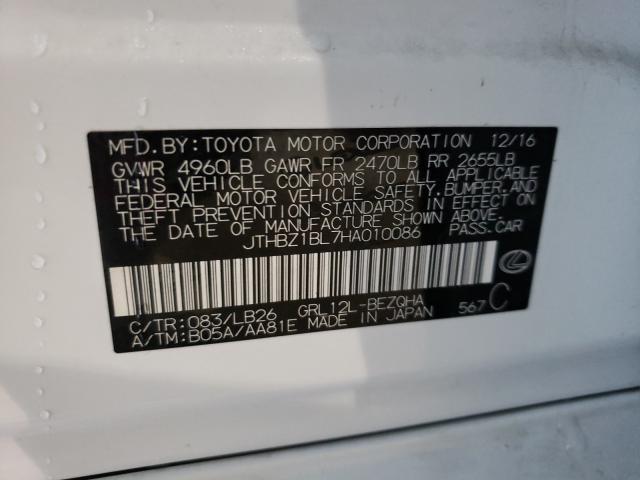 MFD.BY:TOYOTA MOTOR CORPORATION 12/16
GVWR 4960LB GAWR FR 2470LB RR 2655LB
THIS VEHICLE CONFORMS TO ALL APPLICABLE
FEDERAL MOTOR VEHICLE SAFETY,BUMPER,AND
THEFT PREVENTION STANDARDS IN EFFECT ON
THE DATE OF MANUFACTURE SHOWN ABOVE.
JTHBZ1BL7HA010086 PASS.CAR
C/TR:083/LB26 GRL12L-BEZQHA 567 C
A/TM:B05A/AA81E MADE IN JAPAN